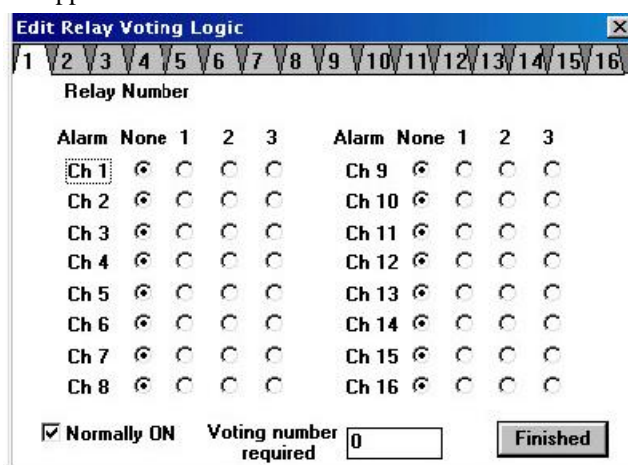 Edit Relay Voting Logic
1 2 3 4 5 6 7 8 9 10 11 12 13 14 15 16
Relay Number
Alarm None 1 2 3 Alarm None 1 2 3
Ch 1 Ch 9
Ch 2 Ch 10
Ch 3 Ch 11
Ch 4 Ch 12
Ch 5 Ch 13
Ch 6 Ch 14
Ch 7 Ch 15
Ch 8 Ch 16
Normally ON Voting number required 0 Finished